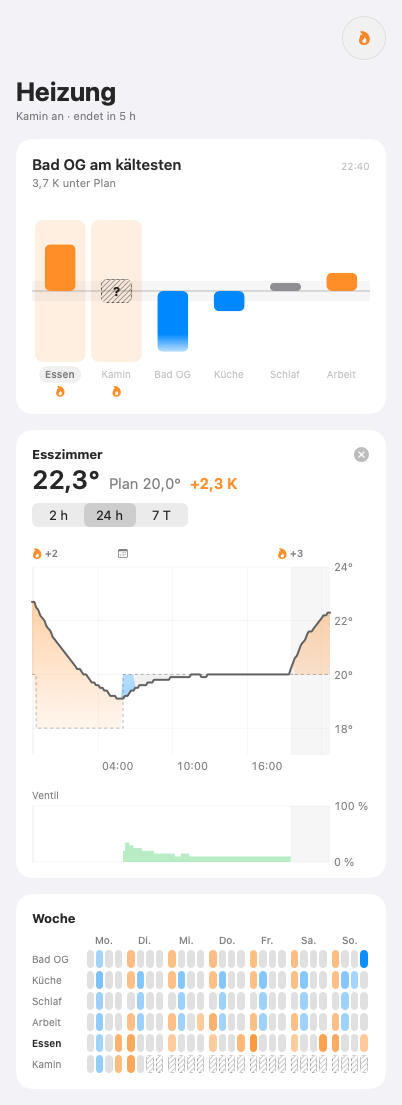 Heizung
Kamin an · endet in 5 h
Bad OG am kältesten
22:40
3,7 K unter Plan
?
Essen Kamin Bad OG Küche Schlaf Arbeit
Esszimmer
22,3° Plan 20,0° +2,3 K
2 h 24 h 7 T
+2 +3
24°
22°
20°
18°
04:00 10:00 16:00
Ventil
100 %
0 %
Woche
Mo. Di. Mi. Do. Fr. Sa. So.
Bad OG
Küche
Schlaf
Arbeit
Essen
Kamin